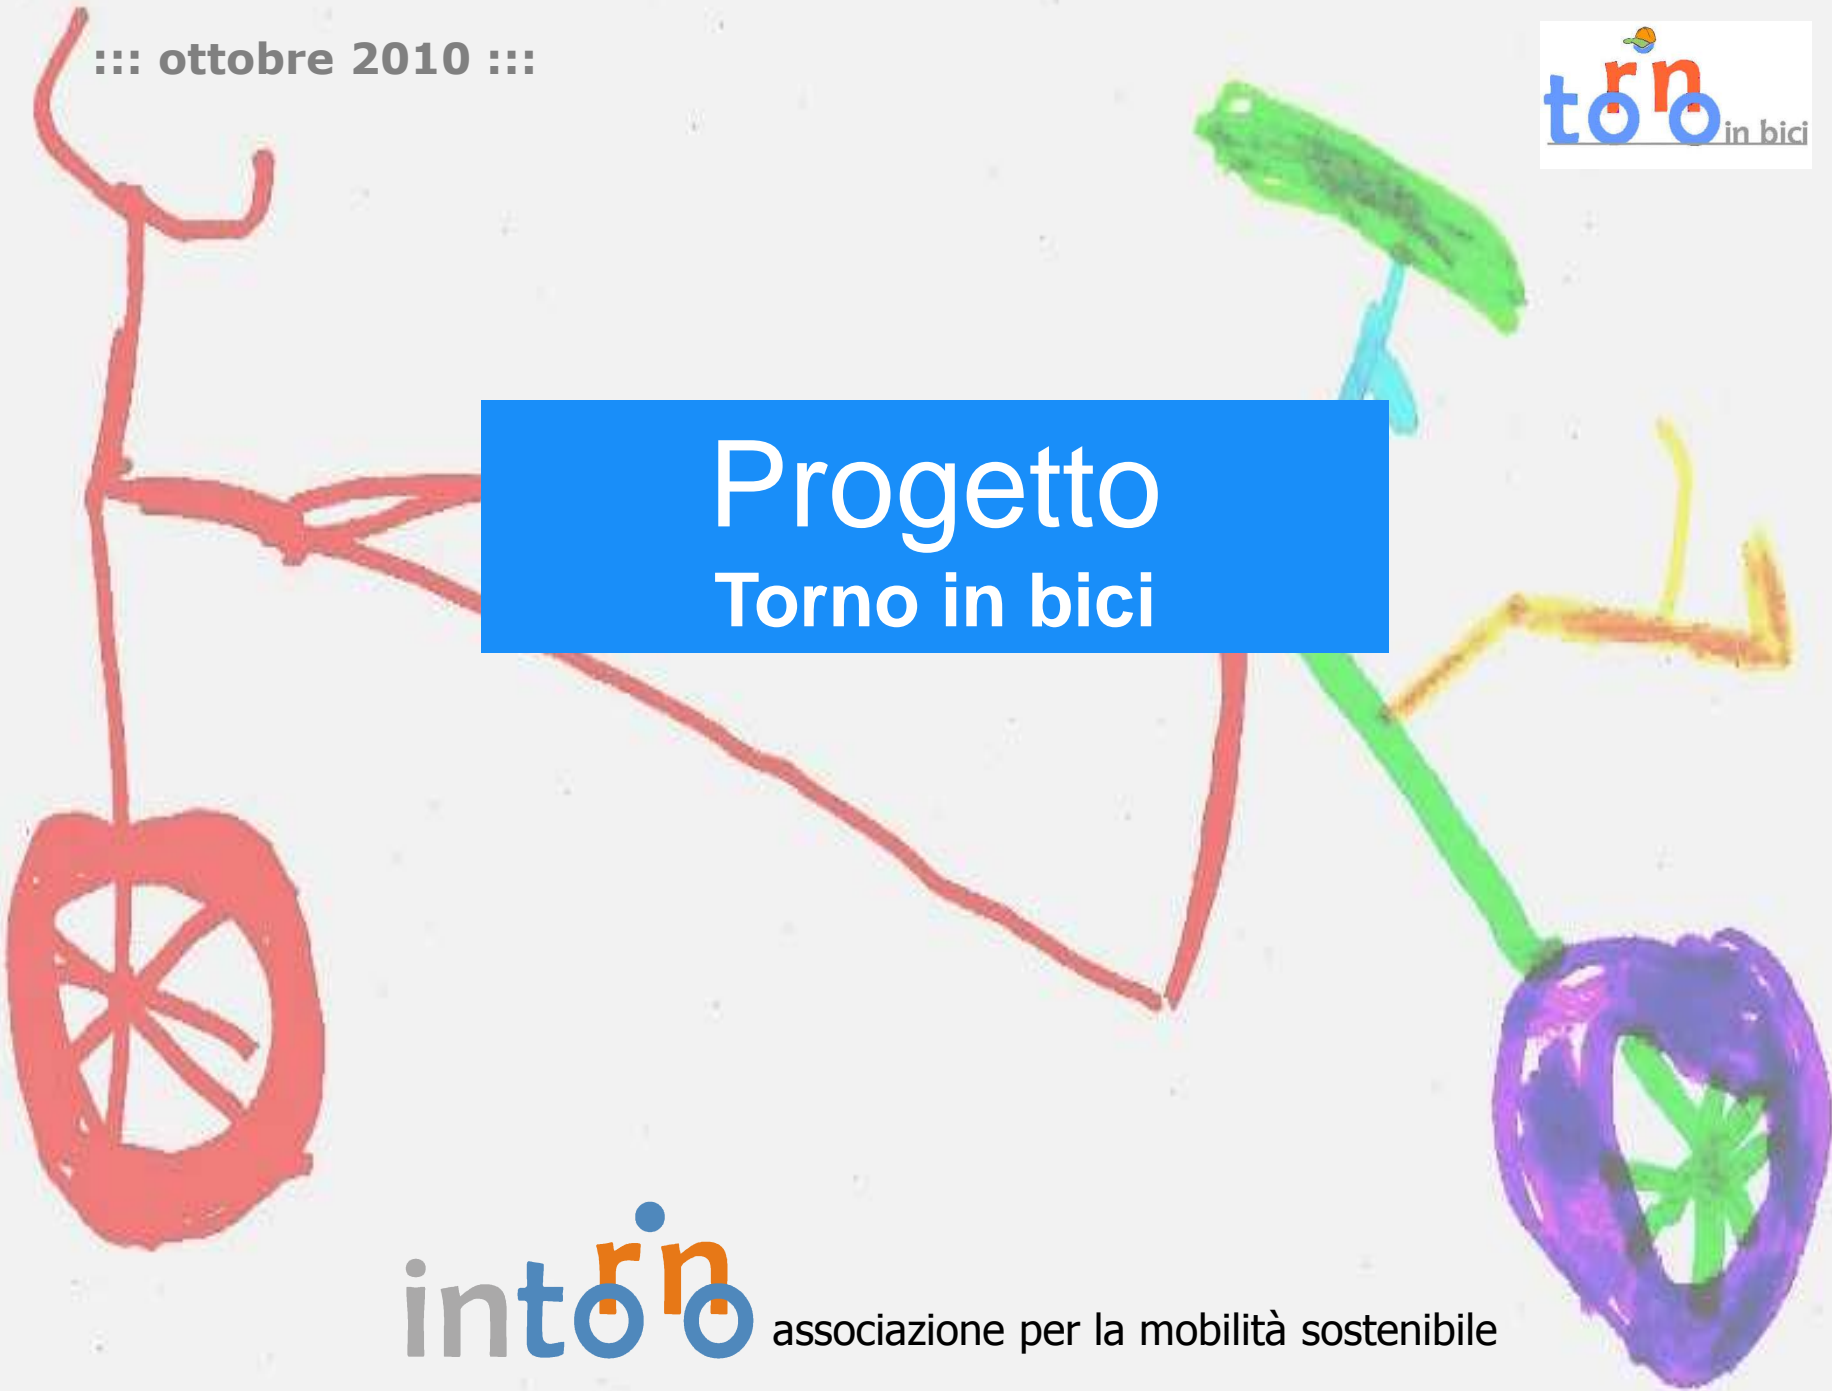 ::: ottobre 2010 :::
torno in bici
Progetto
Torno in bici
intorno associazione per la mobilità sostenibile